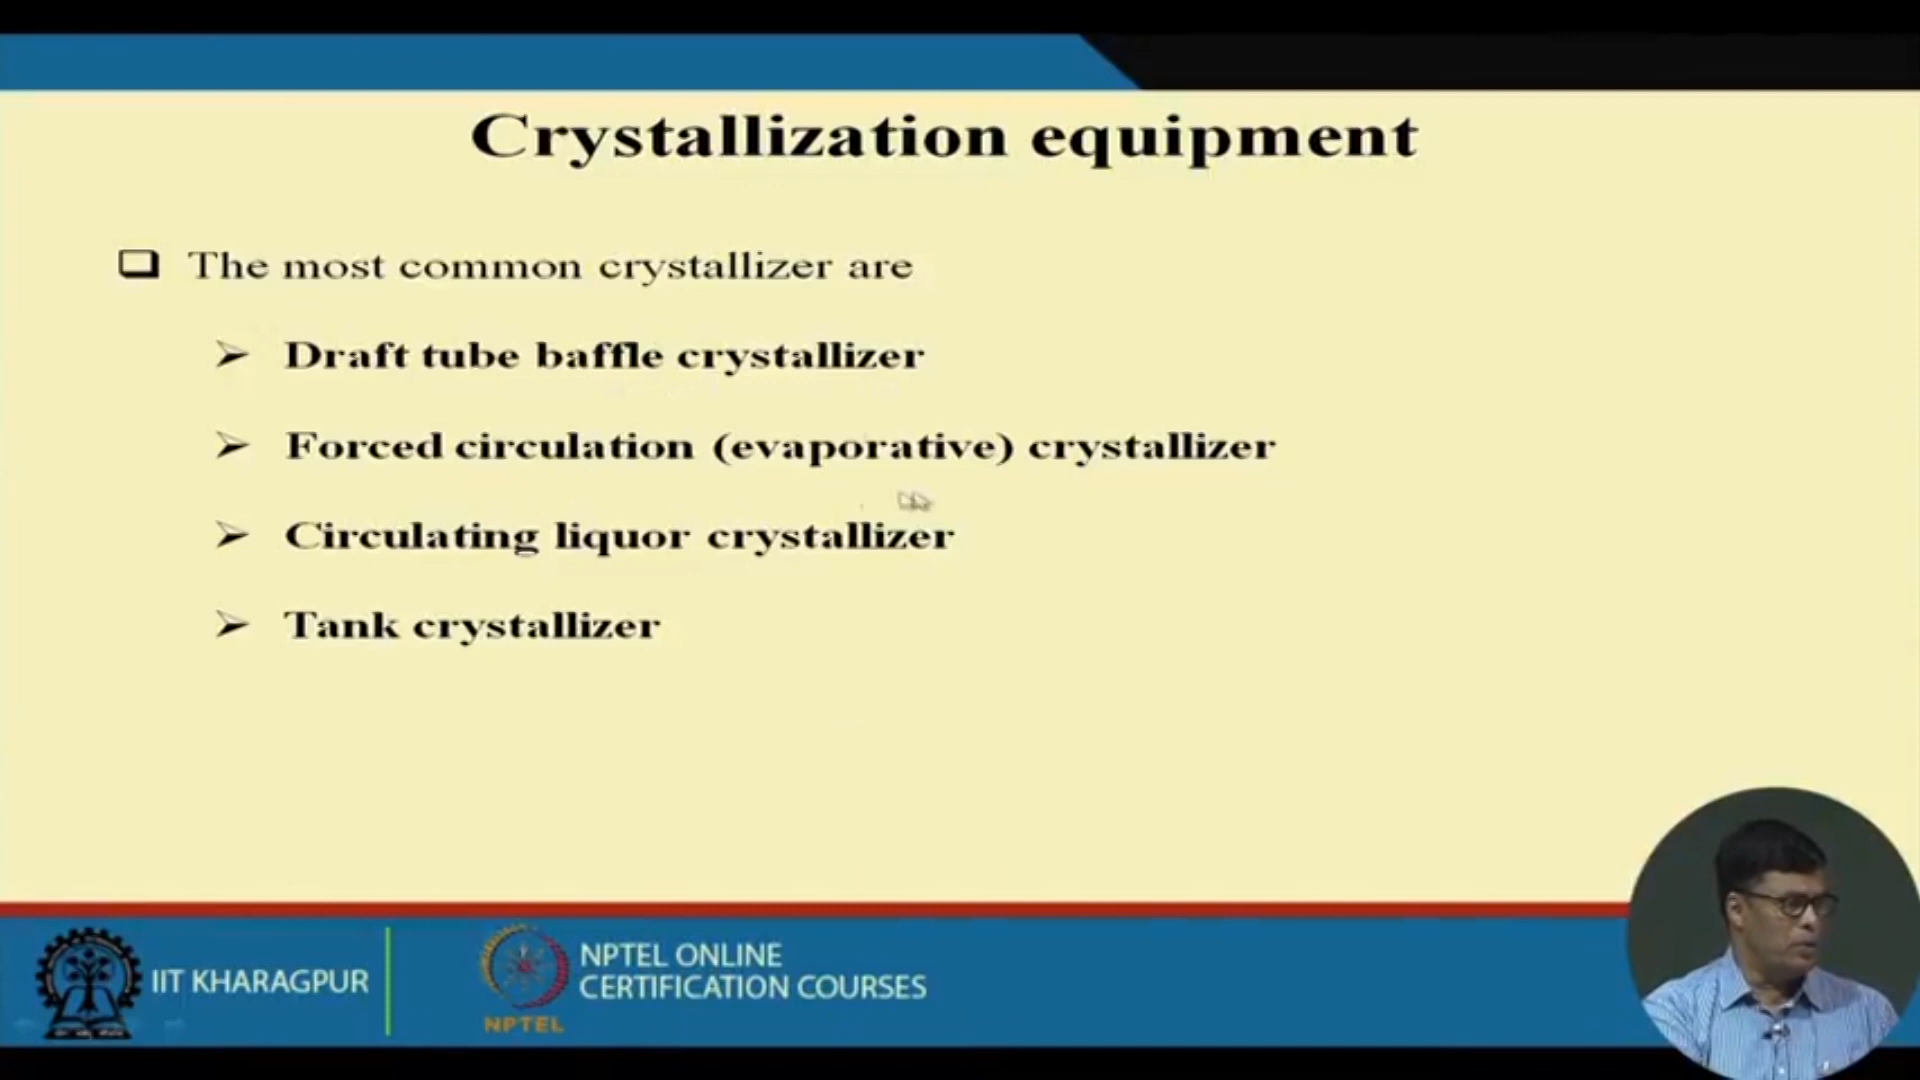 Crystallization equipment
The most common crystallizer are
Draft tube baffle crystallizer
Forced circulation (evaporative) crystallizer
Circulating liquor crystallizer
Tank crystallizer
IIT KHARAGPUR
NPTEL ONLINE
CERTIFICATION COURSES
NPTEL